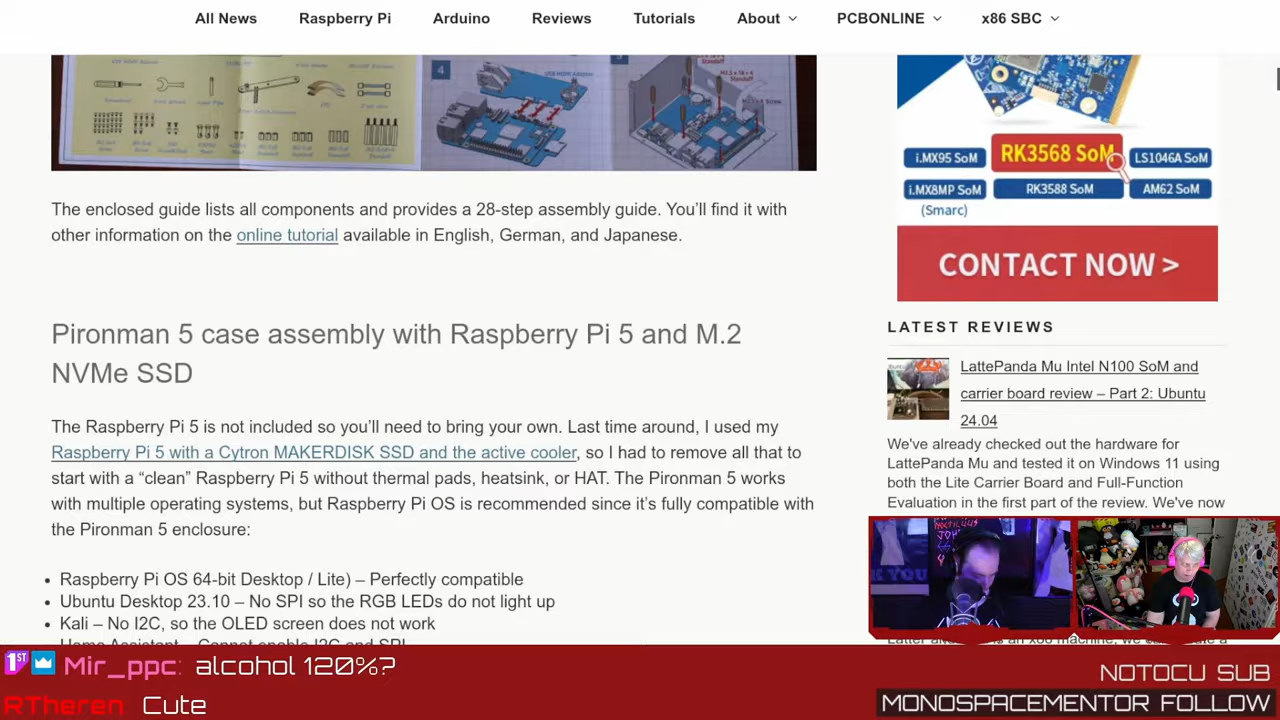 All News
Raspberry Pi
Arduino
Reviews
Tutorials
About
PCBONLINE
x86 SBC
4
The enclosed guide lists all components and provides a 28-step assembly guide. You’ll find it with
other information on the online tutorial available in English, German, and Japanese.
Pironman 5 case assembly with Raspberry Pi 5 and M.2
NVMe SSD
The Raspberry Pi 5 is not included so you’ll need to bring your own. Last time around, I used my
Raspberry Pi 5 with a Cytron MAKERDISK SSD and the active cooler, so I had to remove all that to
start with a “clean” Raspberry Pi 5 without thermal pads, heatsink, or HAT. The Pironman 5 works
with multiple operating systems, but Raspberry Pi OS is recommended since it’s fully compatible with
the Pironman 5 enclosure:
Raspberry Pi OS 64-bit Desktop / Lite) – Perfectly compatible
Ubuntu Desktop 23.10 – No SPI so the RGB LEDs do not light up
Kali – No I2C, so the OLED screen does not work
Home Assistant – Cannot enable I2C and SPI
i.MX95 SoM
RK3568 SoM
LS1046A SoM
i.MX8MP SoM
RK3588 SoM
AM62 SoM
(Smarc)
CONTACT NOW >
LATEST REVIEWS
LattePanda Mu Intel N100 SoM and
carrier board review – Part 2: Ubuntu
24.04
We've already checked out the hardware for
LattePanda Mu and tested it on Windows 11 using
both the Lite Carrier Board and Full-Function
Evaluation in the first part of the review. We've now
1ST Mir_ppc: alcohol 120%?
RTheren Cute
NOTOCU SUB
MONOSPACEMENTOR FOLLOW